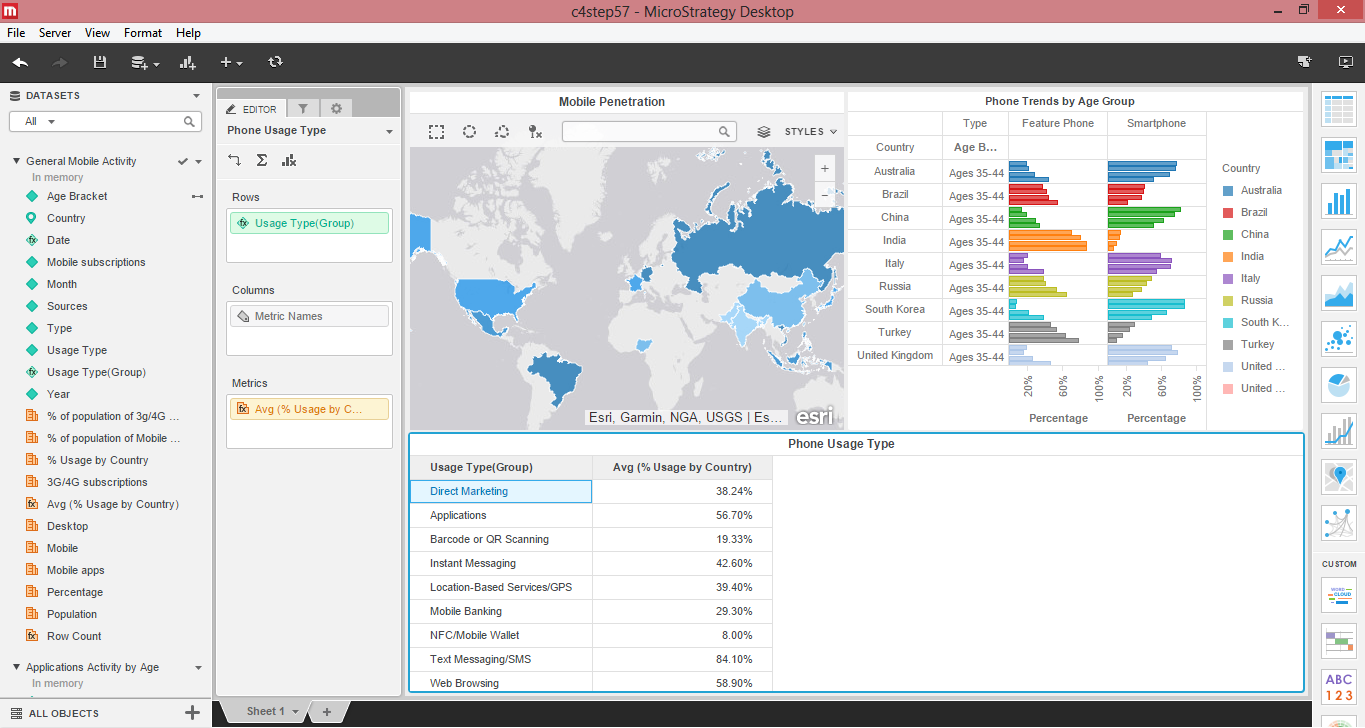 c4step57 - MicroStrategy Desktop
File Server View Format Help
DATASETS
All
General Mobile Activity
In memory
Age Bracket
Country
Date
Mobile subscriptions
Month
Sources
Type
Usage Type
Usage Type(Group)
Year
% of population of 3g/4G ...
% of population of Mobile ...
% Usage by Country
3G/4G subscriptions
Avg (% Usage by Country)
Desktop
Mobile
Mobile apps
Percentage
Population
Row Count
Applications Activity by Age
In memory
ALL OBJECTS
EDITOR
Phone Usage Type
Rows
Usage Type(Group)
Columns
Metric Names
Metrics
Avg (% Usage by C...
Mobile Penetration
STYLES
+
−
Esri, Garmin, NGA, USGS | Es...
esri
Phone Trends by Age Group
Type Feature Phone Smartphone
Country Age B...
Australia Ages 35-44
Brazil Ages 35-44
China Ages 35-44
India Ages 35-44
Italy Ages 35-44
Russia Ages 35-44
South Korea Ages 35-44
Turkey Ages 35-44
United Kingdom Ages 35-44
20% 60% 100% 20% 60% 100%
Percentage Percentage
Country
Australia
Brazil
China
India
Italy
Russia
South K...
Turkey
United ...
United ...
Phone Usage Type
Usage Type(Group) Avg (% Usage by Country)
Direct Marketing 38.24%
Applications 56.70%
Barcode or QR Scanning 19.33%
Instant Messaging 42.60%
Location-Based Services/GPS 39.40%
Mobile Banking 29.30%
NFC/Mobile Wallet 8.00%
Text Messaging/SMS 84.10%
Web Browsing 58.90%
Sheet 1
CUSTOM
WORD
CLOUD
ABC
123